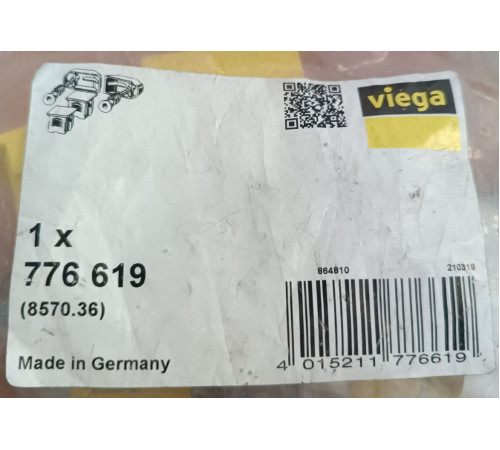 viega
1 x
776 619
(8570.36)
864810
210319
Made in Germany
4 015211 776619